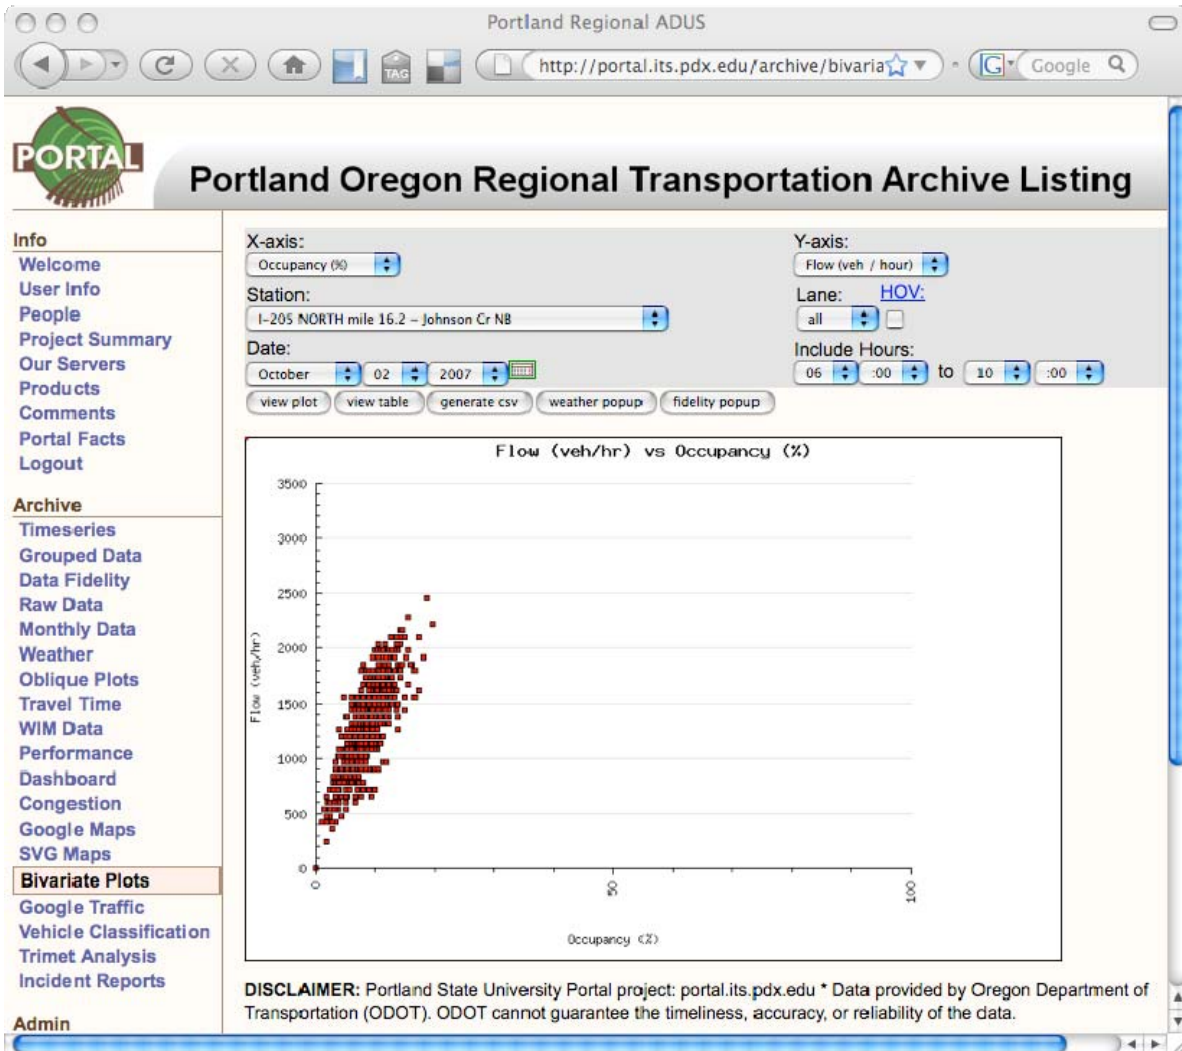 Portland Regional ADUS
TAG
http://portal.its.pdx.edu/archive/bivaria
G
Google
PORTAL
Portland Oregon Regional Transportation Archive Listing
Info
Welcome
User Info
People
Project Summary
Our Servers
Products
Comments
Portal Facts
Logout
Archive
Timeseries
Grouped Data
Data Fidelity
Raw Data
Monthly Data
Weather
Oblique Plots
Travel Time
WIM Data
Performance
Dashboard
Congestion
Google Maps
SVG Maps
Bivariate Plots
Google Traffic
Vehicle Classification
Trimet Analysis
Incident Reports
Admin
X-axis: Y-axis:
Occupancy (%) Flow (veh / hour)
Station: Lane: HOV:
I-205 NORTH mile 16.2 – Johnson Cr NB all
Date: Include Hours:
October 02 2007 06 :00 to 10 :00
view plot view table generate csv weather popup fidelity popup
Flow (veh/hr) vs Occupancy (%)
3500
3000
2500
2000
1500
1000
500
0
Flow (veh/hr)
0 50 100
Occupancy (%)
DISCLAIMER: Portland State University Portal project: portal.its.pdx.edu * Data provided by Oregon Department of
Transportation (ODOT). ODOT cannot guarantee the timeliness, accuracy, or reliability of the data.